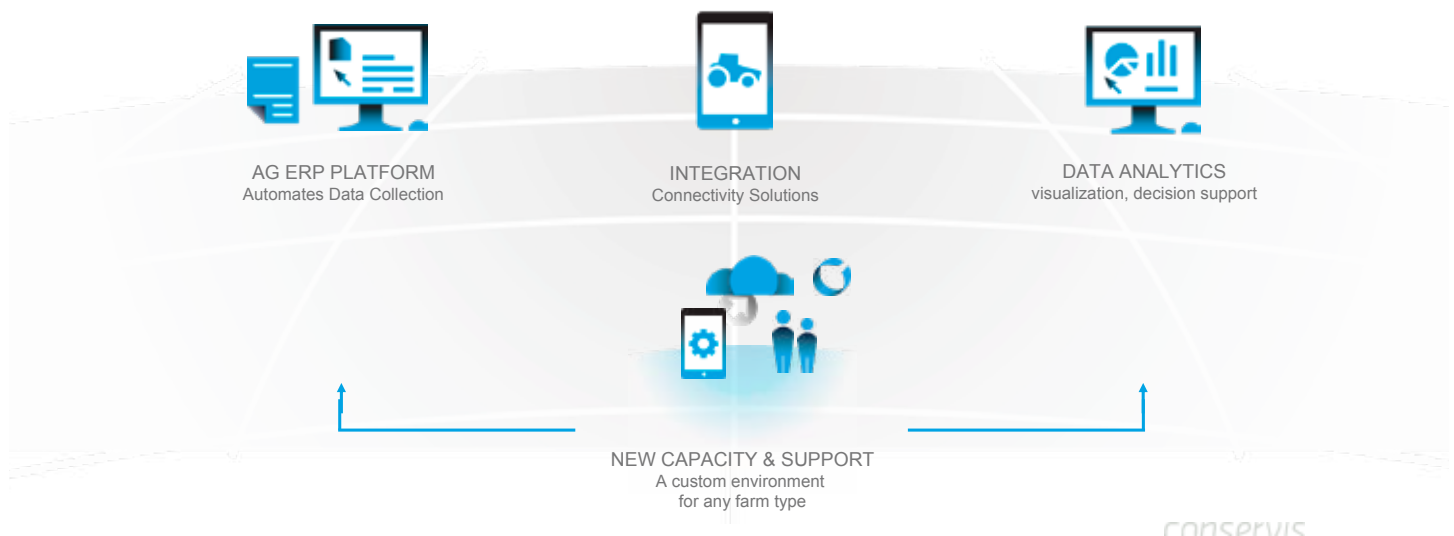 AG ERP PLATFORM
Automates Data Collection
INTEGRATION
Connectivity Solutions
DATA ANALYTICS
visualization, decision support
NEW CAPACITY & SUPPORT
A custom environment
for any farm type
conservis